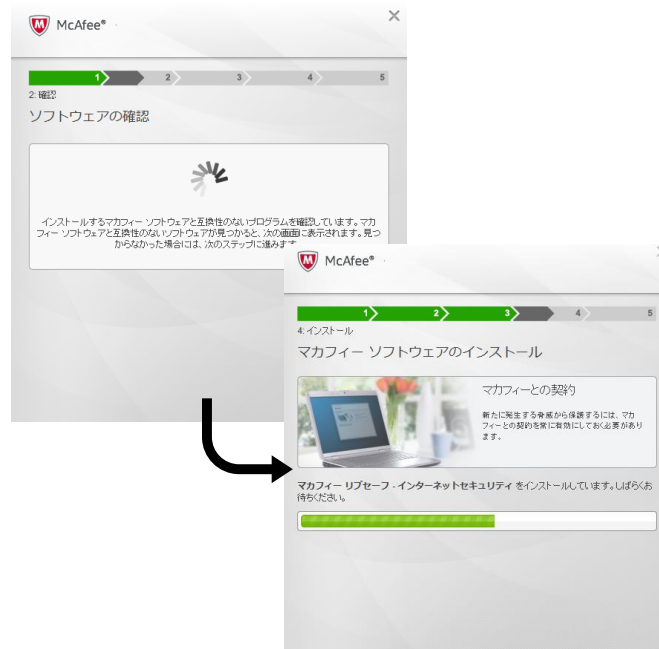 McAfee®
1 2 3 4 5
2: 確認
ソフトウェアの確認
インストールするマカフィー ソフトウェアと互換性のないプログラムを確認しています。マカ
フィー ソフトウェアと互換性のないソフトウェアが見つかると、次の画面に表示されます。見つ
からなかった場合には、次のステップに進みます
McAfee®
1 2 3 4 5
4: インストール
マカフィー ソフトウェアのインストール
マカフィーとの契約
新たに発生する脅威から保護するには、マカ
フィーとの契約を常に有効にしておく必要があり
ます。
マカフィー リブセーフ - インターネットセキュリティ をインストールしています。しばらくお
待ちください。